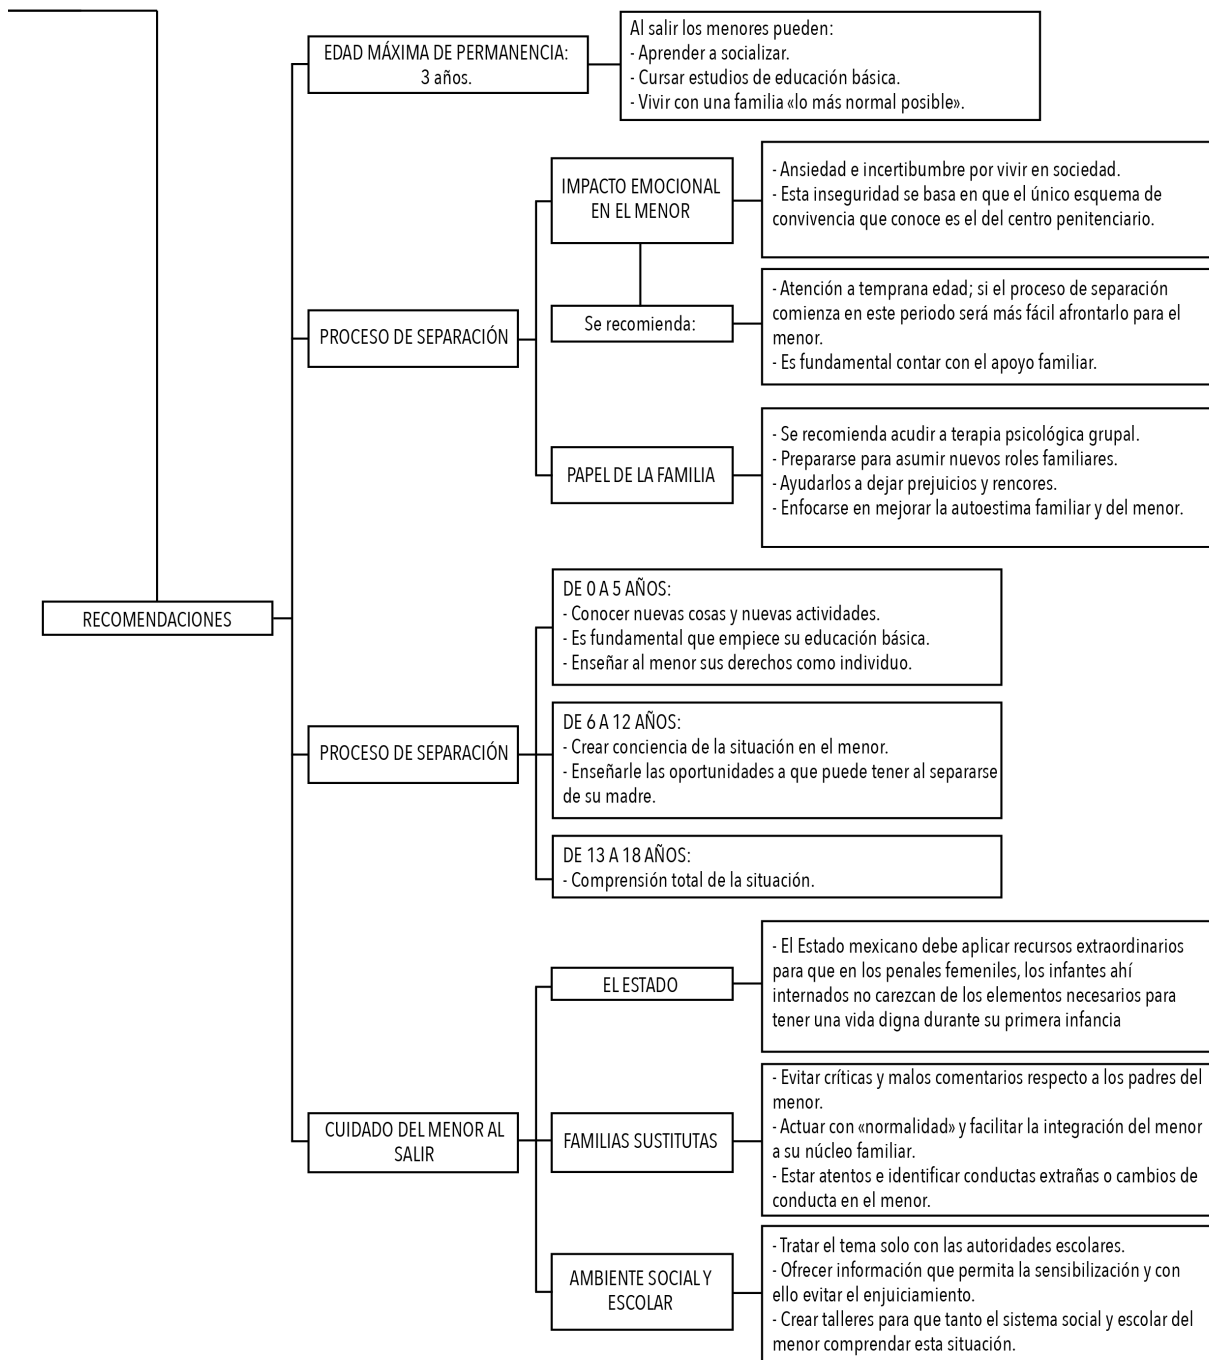 EDAD MÁXIMA DE PERMANENCIA:
3 años.
Al salir los menores pueden:
- Aprender a socializar.
- Cursar estudios de educación básica.
- Vivir con una familia «lo más normal posible».
IMPACTO EMOCIONAL
EN EL MENOR
- Ansiedad e incertibumbre por vivir en sociedad.
- Esta inseguridad se basa en que el único esquema de
convivencia que conoce es el del centro penitenciario.
PROCESO DE SEPARACIÓN
Se recomienda:
- Atención a temprana edad; si el proceso de separación
comienza en este periodo será más fácil afrontarlo para el
menor.
- Es fundamental contar con el apoyo familiar.
PAPEL DE LA FAMILIA
- Se recomienda acudir a terapia psicológica grupal.
- Prepararse para asumir nuevos roles familiares.
- Ayudarlos a dejar prejuicios y rencores.
- Enfocarse en mejorar la autoestima familiar y del menor.
RECOMENDACIONES
DE 0 A 5 AÑOS:
- Conocer nuevas cosas y nuevas actividades.
- Es fundamental que empiece su educación básica.
- Enseñar al menor sus derechos como individuo.
PROCESO DE SEPARACIÓN
DE 6 A 12 AÑOS:
- Crear conciencia de la situación en el menor.
- Enseñarle las oportunidades a que puede tener al separarse
de su madre.
DE 13 A 18 AÑOS:
- Comprensión total de la situación.
EL ESTADO
- El Estado mexicano debe aplicar recursos extraordinarios
para que en los penales femeniles, los infantes ahí
internados no carezcan de los elementos necesarios para
tener una vida digna durante su primera infancia
CUIDADO DEL MENOR AL
SALIR
FAMILIAS SUSTITUTAS
- Evitar críticas y malos comentarios respecto a los padres del
menor.
- Actuar con «normalidad» y facilitar la integración del menor
a su núcleo familiar.
- Estar atentos e identificar conductas extrañas o cambios de
conducta en el menor.
AMBIENTE SOCIAL Y
ESCOLAR
- Tratar el tema solo con las autoridades escolares.
- Ofrecer información que permita la sensibilización y con
ello evitar el enjuiciamiento.
- Crear talleres para que tanto el sistema social y escolar del
menor comprendar esta situación.